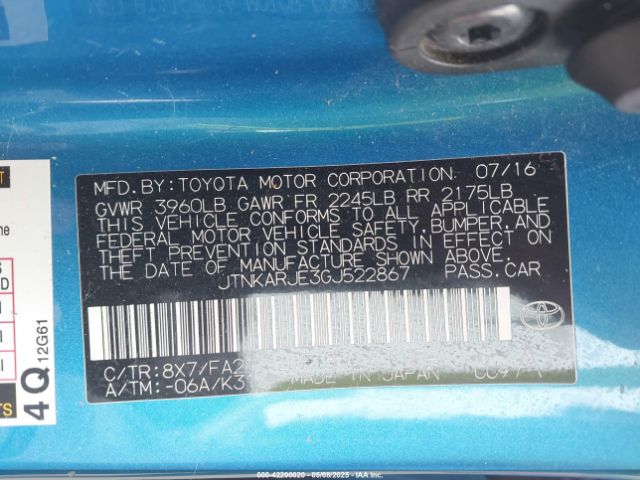 MFD. BY: TOYOTA MOTOR CORPORATION 07/16
GVWR 3960LB GAWR FR 2245LB RR 2175LB
THIS VEHICLE CONFORMS TO ALL APPLICABLE
FEDERAL MOTOR VEHICLE SAFETY, BUMPER, AND
THEFT PREVENTION STANDARDS IN EFFECT ON
THE DATE OF MANUFACTURE SHOWN ABOVE.
JTNKARJE3GJ522867 PASS. CAR
C/TR: 8X7/FA2
A/TM: -06A/K3 MADE IN JAPAN
4Q 12G61
000-42200020 - 05/08/2025 - IAA Inc.